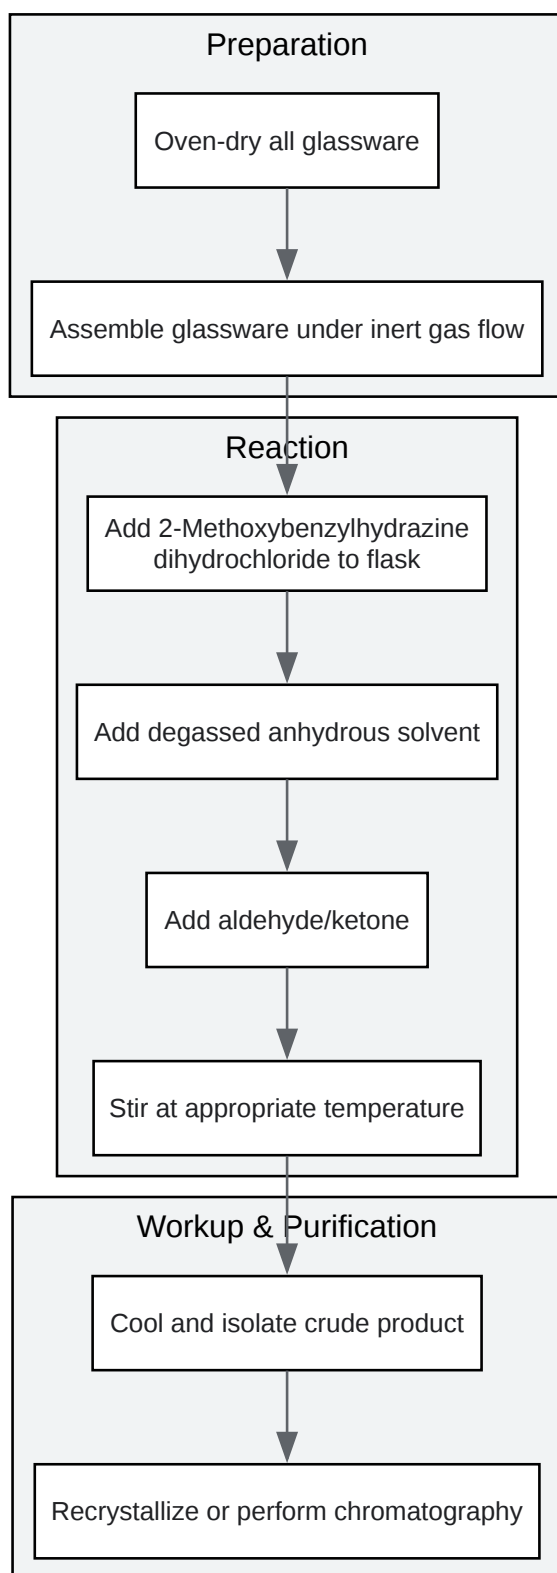 Preparation
Oven-dry all glassware
Assemble glassware under inert gas flow
Reaction
Add 2-Methoxybenzylhydrazine
dihydrochloride to flask
Add degassed anhydrous solvent
Add aldehyde/ketone
Stir at appropriate temperature
Workup & Purification
Cool and isolate crude product
Recrystallize or perform chromatography